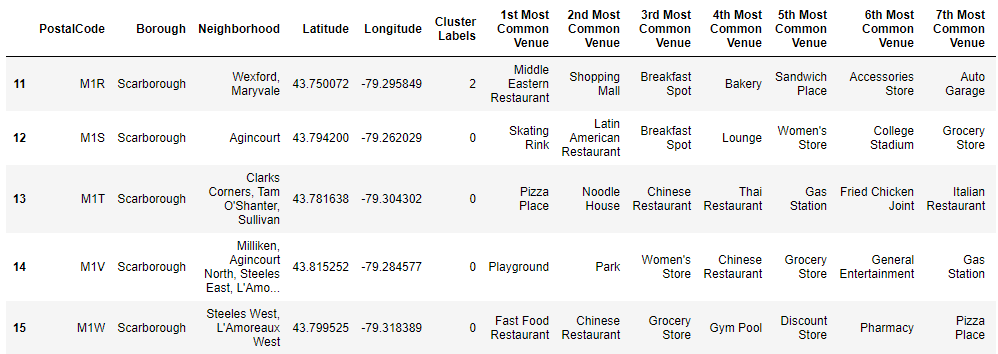 PostalCode Borough Neighborhood Latitude Longitude Cluster Labels 1st Most Common Venue 2nd Most Common Venue 3rd Most Common Venue 4th Most Common Venue 5th Most Common Venue 6th Most Common Venue 7th Most Common Venue
11 M1R Scarborough Wexford, Maryvale 43.750072 -79.295849 2 Middle Eastern Restaurant Shopping Mall Breakfast Spot Bakery Sandwich Place Accessories Store Auto Garage
12 M1S Scarborough Agincourt 43.794200 -79.262029 0 Skating Rink Latin American Restaurant Breakfast Spot Lounge Women's Store College Stadium Grocery Store
13 M1T Scarborough Clarks Corners, Tam O'Shanter, Sullivan 43.781638 -79.304302 0 Pizza Place Noodle House Chinese Restaurant Thai Restaurant Gas Station Fried Chicken Joint Italian Restaurant
14 M1V Scarborough Milliken, Agincourt North, Steeles East, L'Amo... 43.815252 -79.284577 0 Playground Park Women's Store Chinese Restaurant Grocery Store General Entertainment Gas Station
15 M1W Scarborough Steeles West, L'Amoreaux West 43.799525 -79.318389 0 Fast Food Restaurant Chinese Restaurant Grocery Store Gym Pool Discount Store Pharmacy Pizza Place